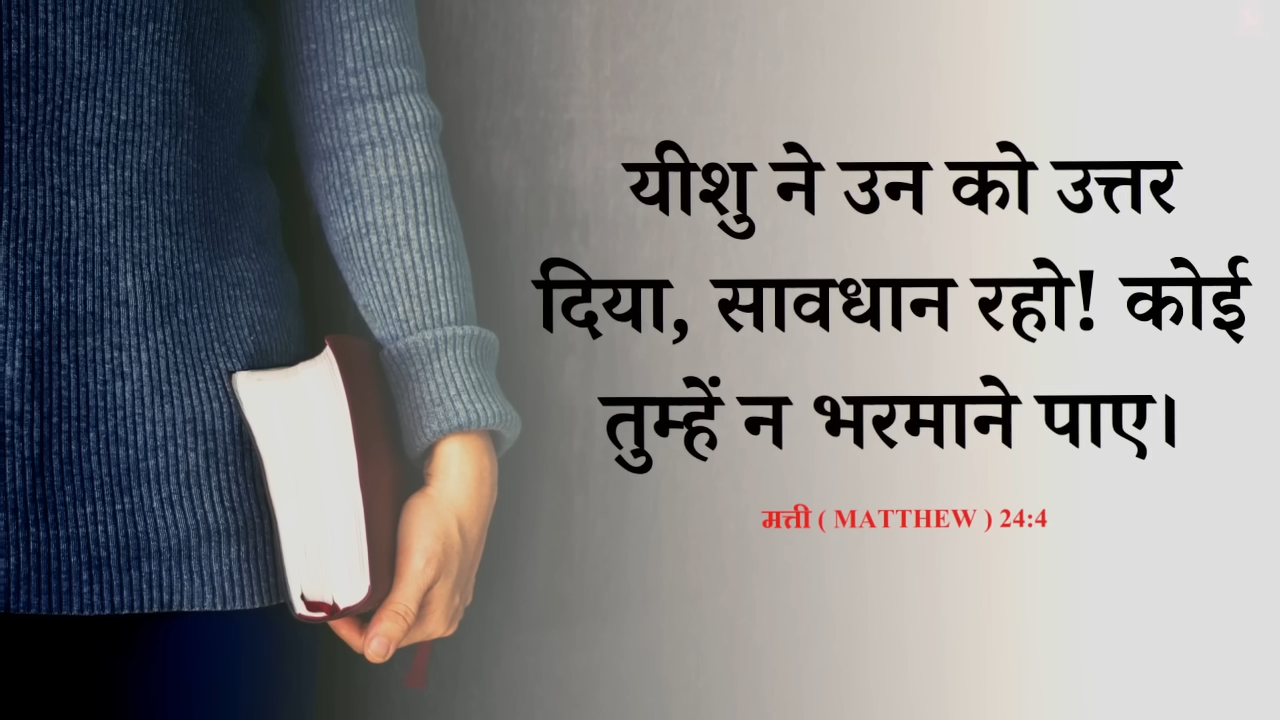 यीशु ने उन को उत्तर
दिया, सावधान रहो! कोई
तुम्हें न भरमाने पाए।
मत्ती ( MATTHEW ) 24:4